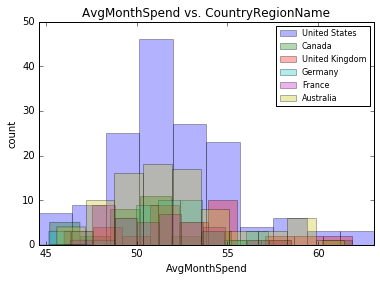 AvgMonthSpend vs. CountryRegionName
50
40
30
20
10
0
count
United States
Canada
United Kingdom
Germany
France
Australia
45
50
55
60
AvgMonthSpend